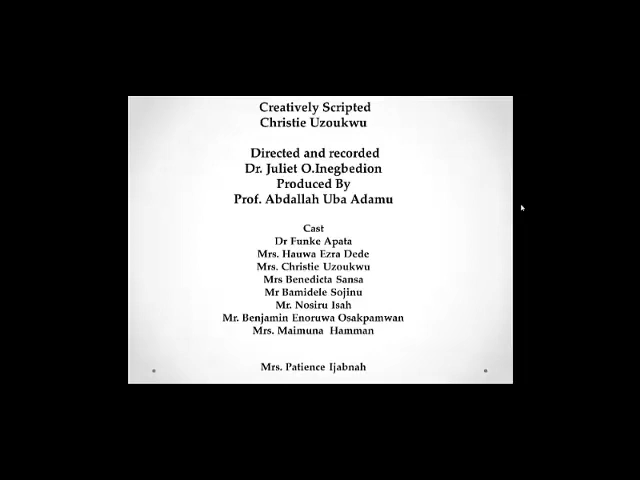 Creatively Scripted
Christie Uzoukwu
Directed and recorded
Dr. Juliet O.Inegbedion
Produced By
Prof. Abdallah Uba Adamu
Cast
Dr Funke Apata
Mrs. Hauwa Ezra Dede
Mrs. Christie Uzoukwu
Mrs Benedicta Sansa
Mr Bamidele Sojinu
Mr. Nosiru Isah
Mr. Benjamin Enoruwa Osakpamwan
Mrs. Maimuna Hamman
Mrs. Patience Ijabnah